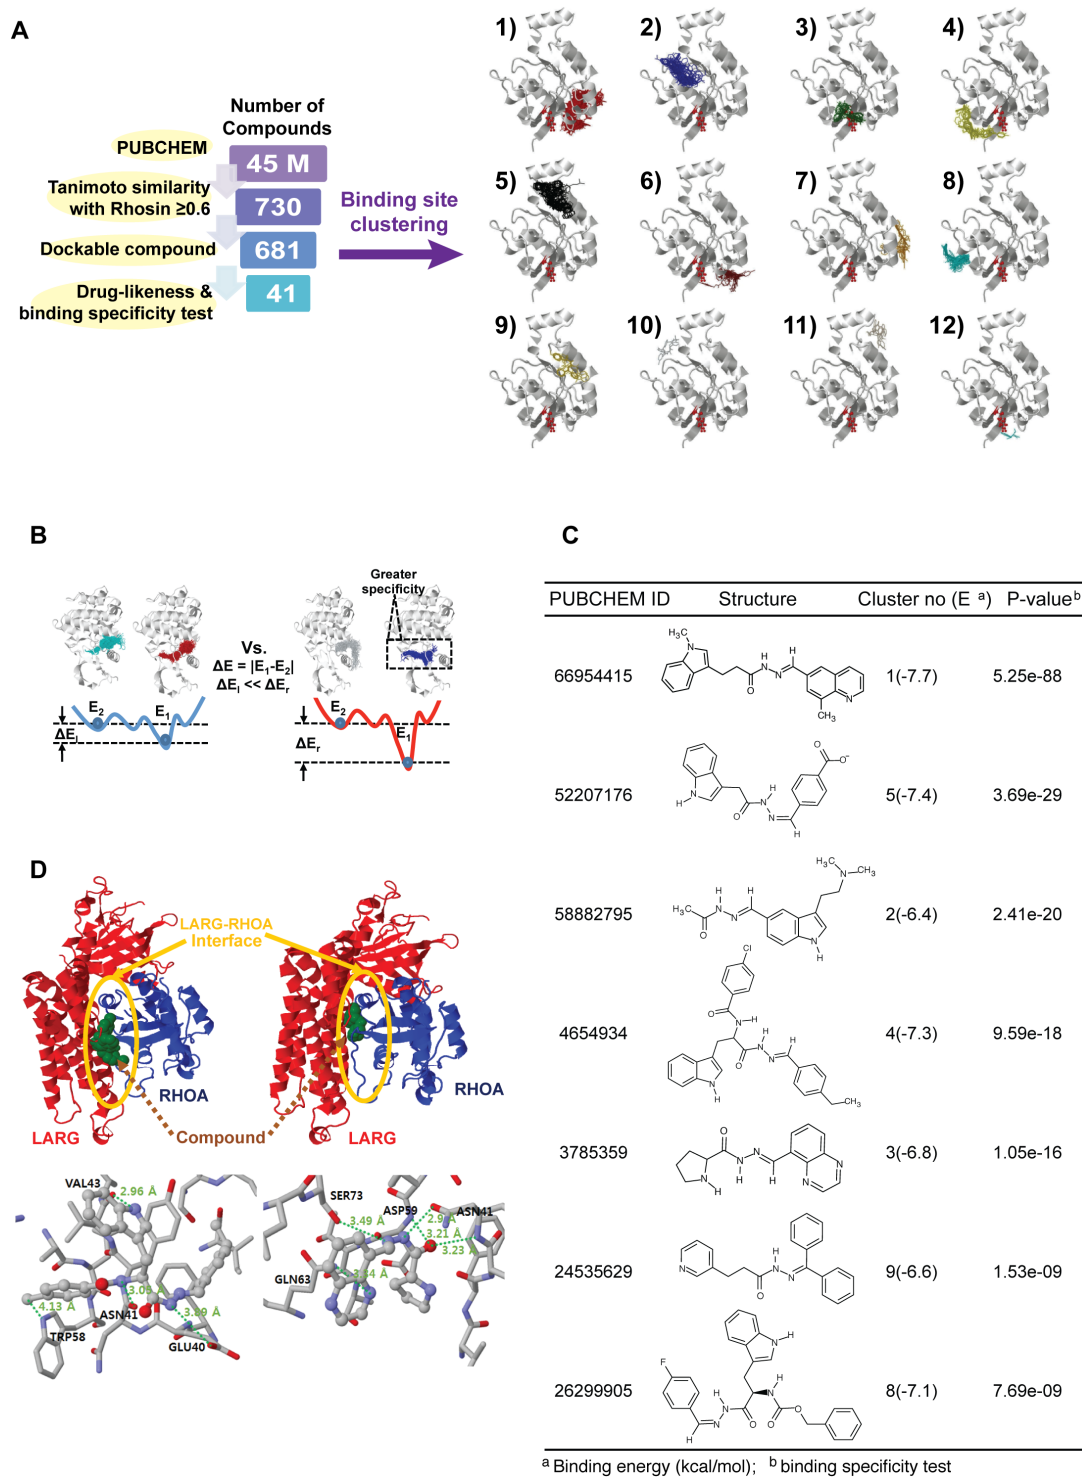 A
Number of
Compounds
PUBCHEM
45 M
Tanimoto similarity
with Rhosin ≥0.6
730
Dockable compound
681
Drug-likeness &
binding specificity test
41
Binding site
clustering
1)
2)
3)
4)
5)
6)
7)
8)
9)
10)
11)
12)
B
Greater
specificity
Vs.
ΔE = |E1-E2|
ΔEl << ΔEr
E2
E1
ΔEl
E2
E1
ΔEr
C
PUBCHEM ID Structure Cluster no (E a) P-value b
66954415 1(-7.7) 5.25e-88
H3C
N
O
H
N
N
H
N
CH3
52207176 5(-7.4) 3.69e-29
H
N
O
N
H
N
H
O
O-
58882795 2(-6.4) 2.41e-20
H3C
O
H
N
N
H
H3C
N
CH3
N
H
4654934 4(-7.3) 9.59e-18
Cl
O
N
H
N
H
O
H
N
N
H
CH3
3785359 3(-6.8) 1.05e-16
N
H
O
N
H
N
H
N
N
24535629 9(-6.6) 1.53e-09
N
O
H
N
N
26299905 8(-7.1) 7.69e-09
F
H
N
H
N
O
N
H
H
N
O
O
a Binding energy (kcal/mol); b binding specificity test
D
LARG-RHOA
Interface
RHOA
LARG
Compound
RHOA
LARG
VAL43
2.96 Å
4.13 Å
TRP58
ASN41
GLU40
SER73
3.49 Å
ASP59
ASN41
3.21 Å
3.23
GLN63